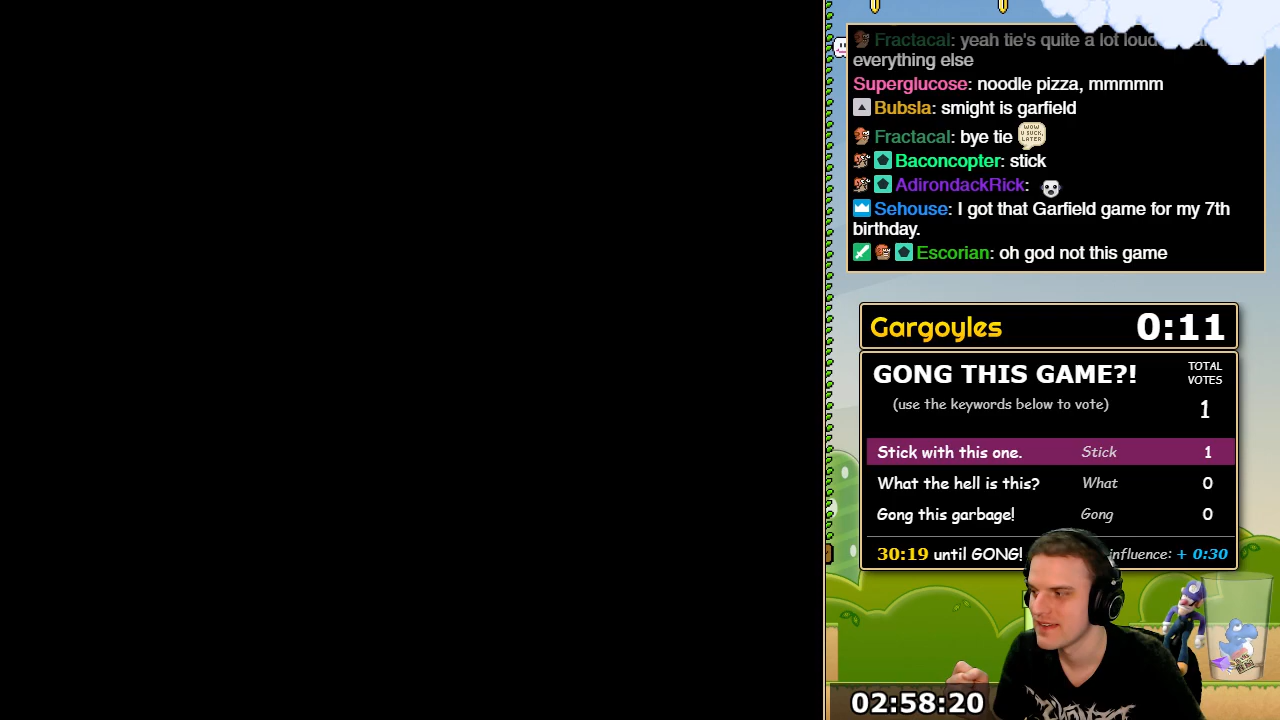 Fractacal: yeah tie's quite a lot
everything else
Superglucose: noodle pizza, mmmmm
Bubsla: smight is garfield
Fractacal: bye tie WOW U SUCK, LATER
Baconcopter: stick
AdirondackRick:
Sehouse: I got that Garfield game for my 7th
birthday.
Escorian: oh god not this game
Gargoyles 0:11
GONG THIS GAME?! TOTAL VOTES
(use the keywords below to vote) 1
Stick with this one. Stick 1
What the hell is this? What 0
Gong this garbage! Gong 0
30:19 until GONG! influence: + 0:30
02:58:20